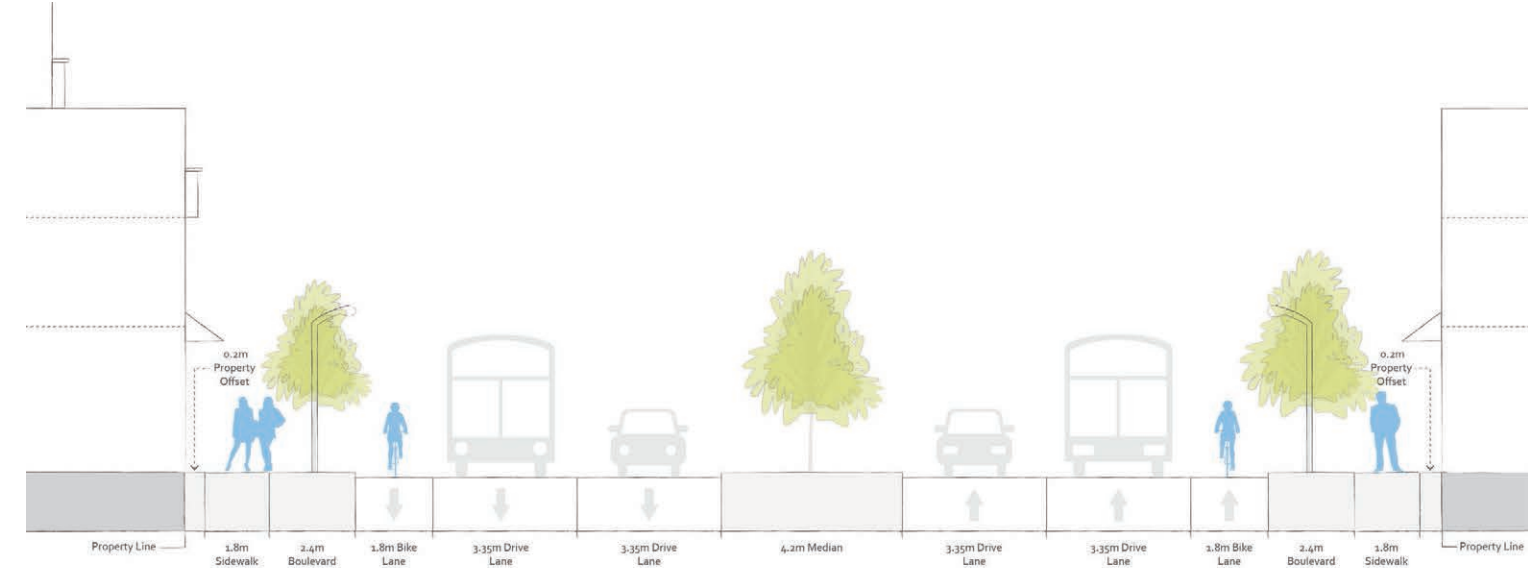 0.2m
Property
Offset
0.2m
Property
Offset
Property Line
1.8m
Sidewalk
2.4m
Boulevard
1.8m Bike
Lane
3.35m Drive
Lane
3.35m Drive
Lane
4.2m Median
3.35m Drive
Lane
3.35m Drive
Lane
1.8m Bike
Lane
2.4m
Boulevard
1.8m
Sidewalk
Property Line